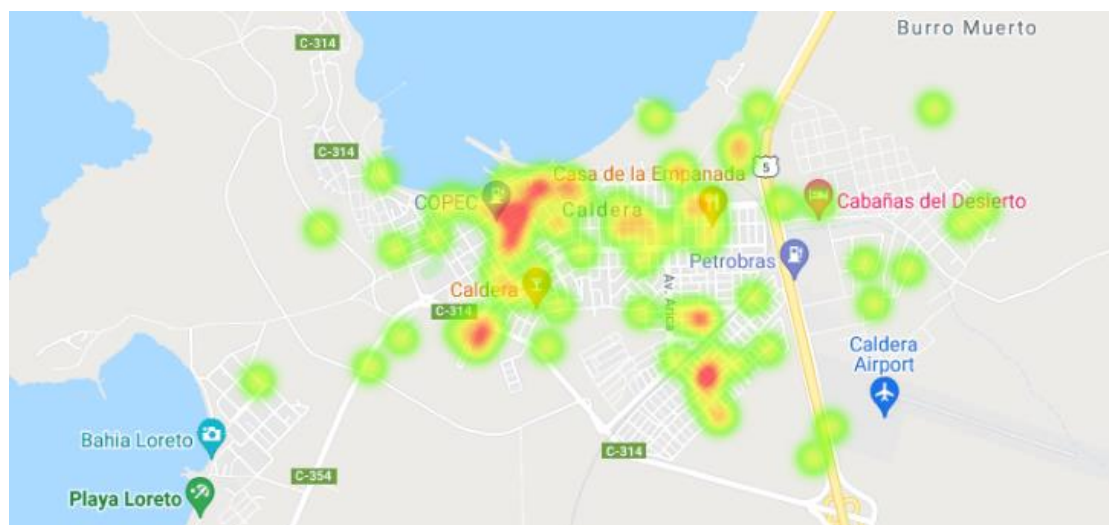 Burro Muerto
C-314
C-314
5
Casa de la Empanada
COPEC
Caldera
Cabañas del Desierto
Petrobras
Av. Arica
Caldera
C-314
Caldera
Airport
Bahia Loreto
C-314
C-354
Playa Loreto